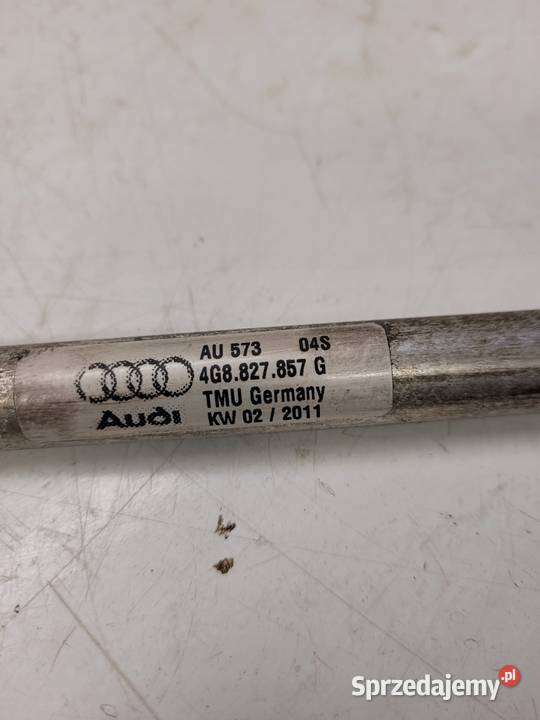 AU 573 04S
4G8.827.857 G
TMU Germany
KW 02 / 2011
Audi
Sprzedajemy.pl